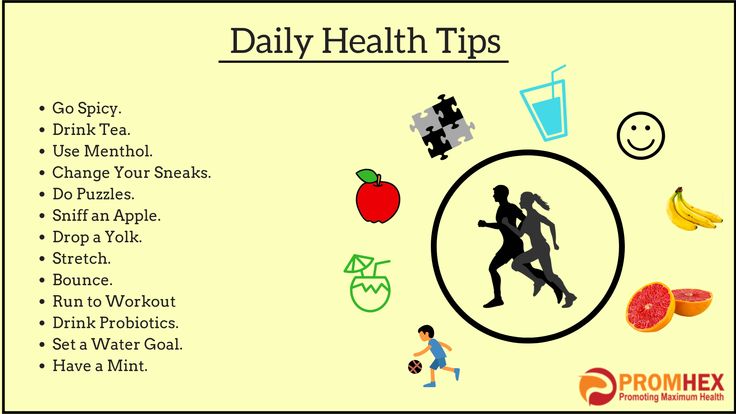 Daily Health Tips
Go Spicy.
Drink Tea.
Use Menthol.
Change Your Sneaks.
Do Puzzles.
Sniff an Apple.
Drop a Yolk.
Stretch.
Bounce.
Run to Workout
Drink Probiotics.
Set a Water Goal.
Have a Mint.
PROMHEX
Promoting Maximum Health